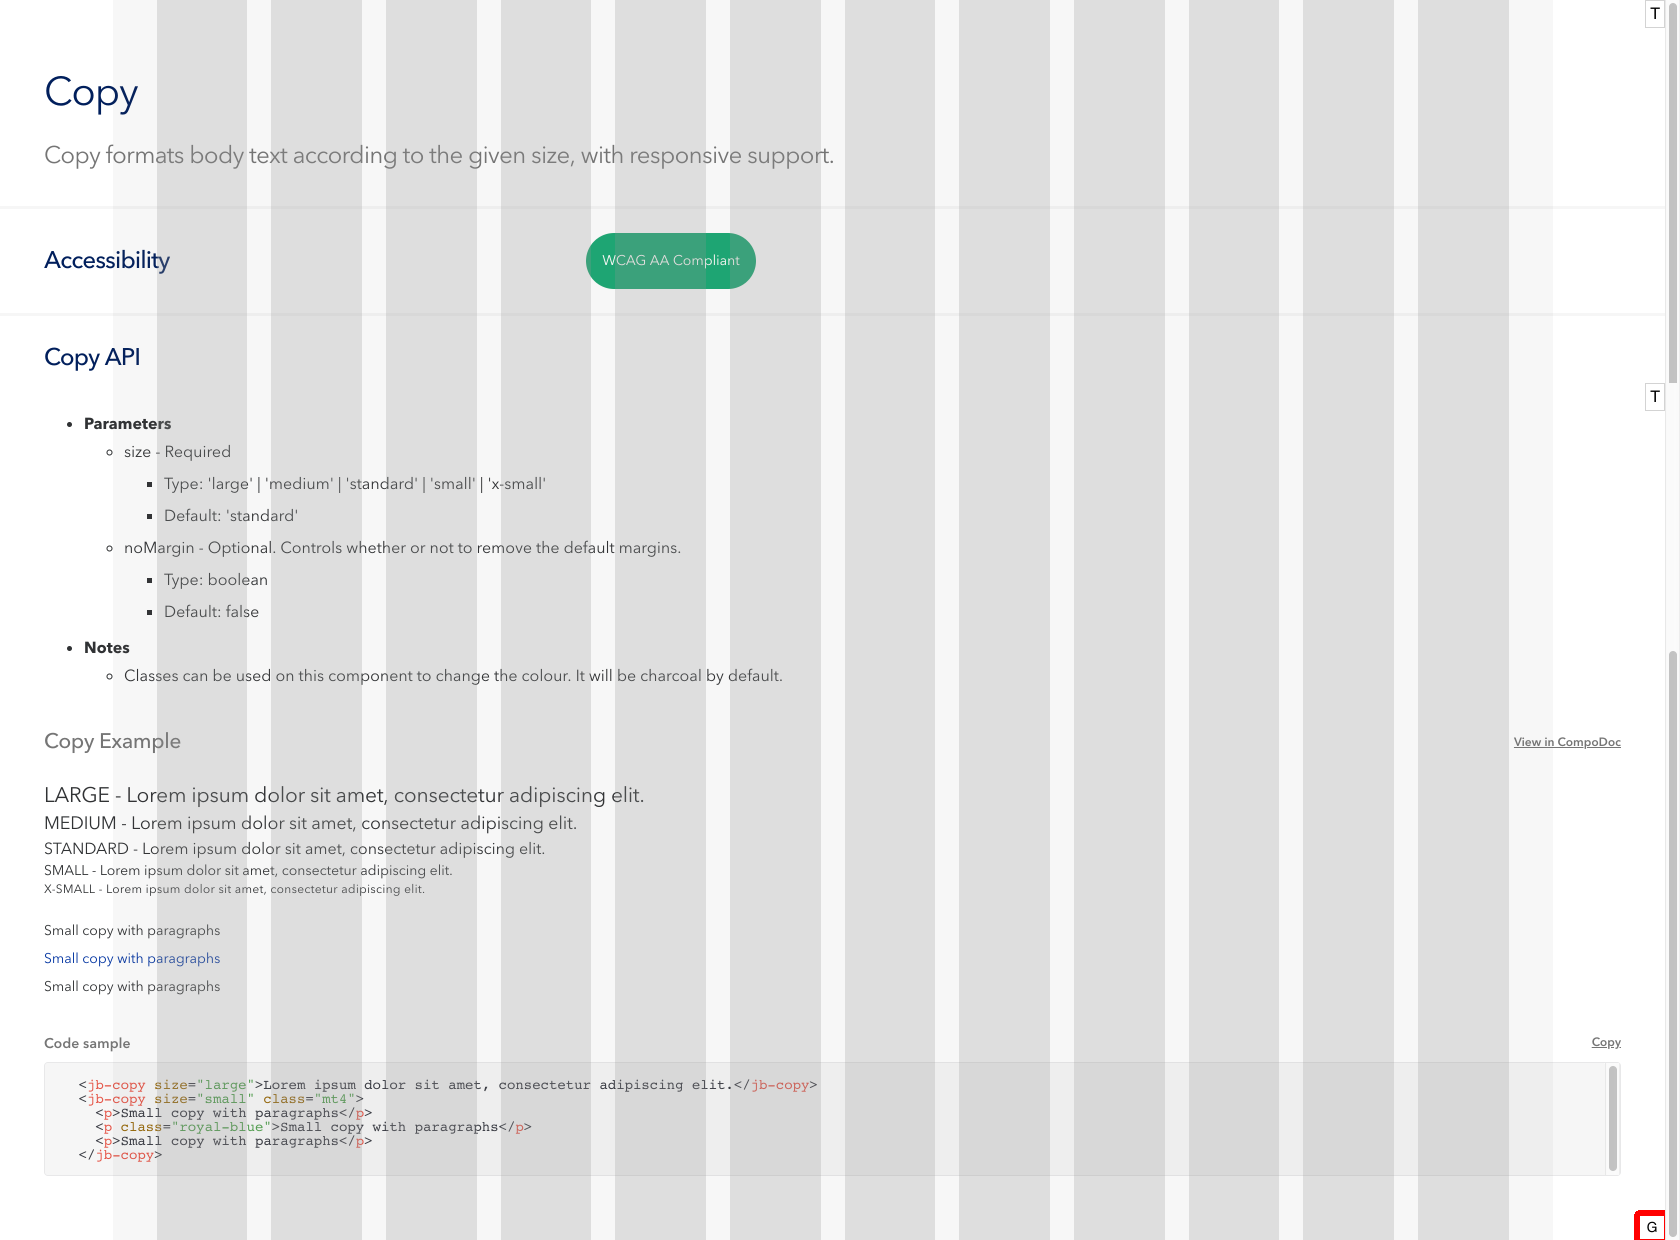 T
Copy
Copy formats body text according to the given size, with responsive support.
Accessibility
WCAG AA Compliant
Copy API
T
Parameters
size - Required
Type: 'large' | 'medium' | 'standard' | 'small' | 'x-small'
Default: 'standard'
noMargin - Optional. Controls whether or not to remove the default margins.
Type: boolean
Default: false
Notes
Classes can be used on this component to change the colour. It will be charcoal by default.
Copy Example
View in CompoDoc
LARGE - Lorem ipsum dolor sit amet, consectetur adipiscing elit.
MEDIUM - Lorem ipsum dolor sit amet, consectetur adipiscing elit.
STANDARD - Lorem ipsum dolor sit amet, consectetur adipiscing elit.
SMALL - Lorem ipsum dolor sit amet, consectetur adipiscing elit.
X-SMALL - Lorem ipsum dolor sit amet, consectetur adipiscing elit.
Small copy with paragraphs
Small copy with paragraphs
Small copy with paragraphs
Code sample
Copy
<jb-copy size="large">Lorem ipsum dolor sit amet, consectetur adipiscing elit.</jb-copy>
<jb-copy size="small" class="mt4">
<p>Small copy with paragraphs</p>
<p class="royal-blue">Small copy with paragraphs</p>
<p>Small copy with paragraphs</p>
</jb-copy>
G